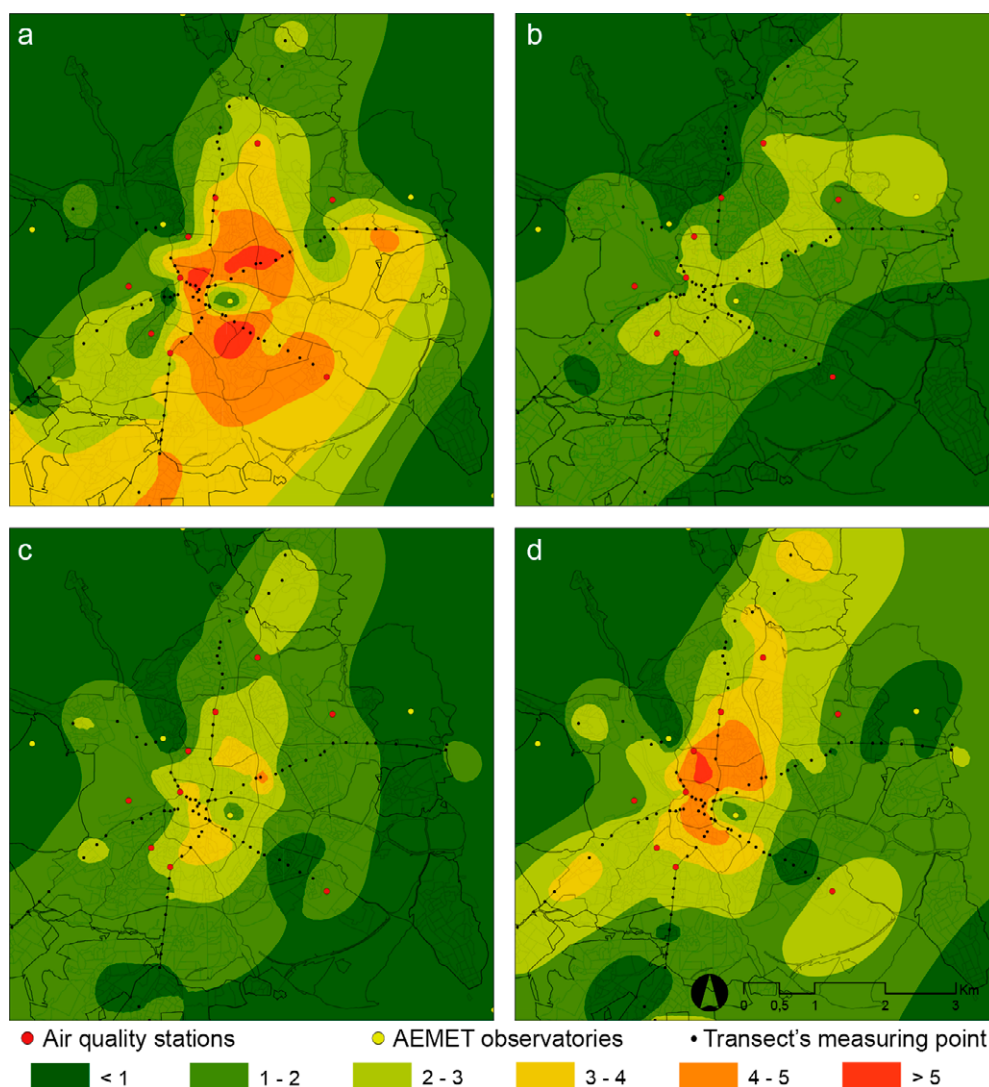 a
b
c
d
Km
0 0,5 1 2 3
Air quality stations AEMET observatories Transect's measuring point
< 1 1 - 2 2 - 3 3 - 4 4 - 5 > 5